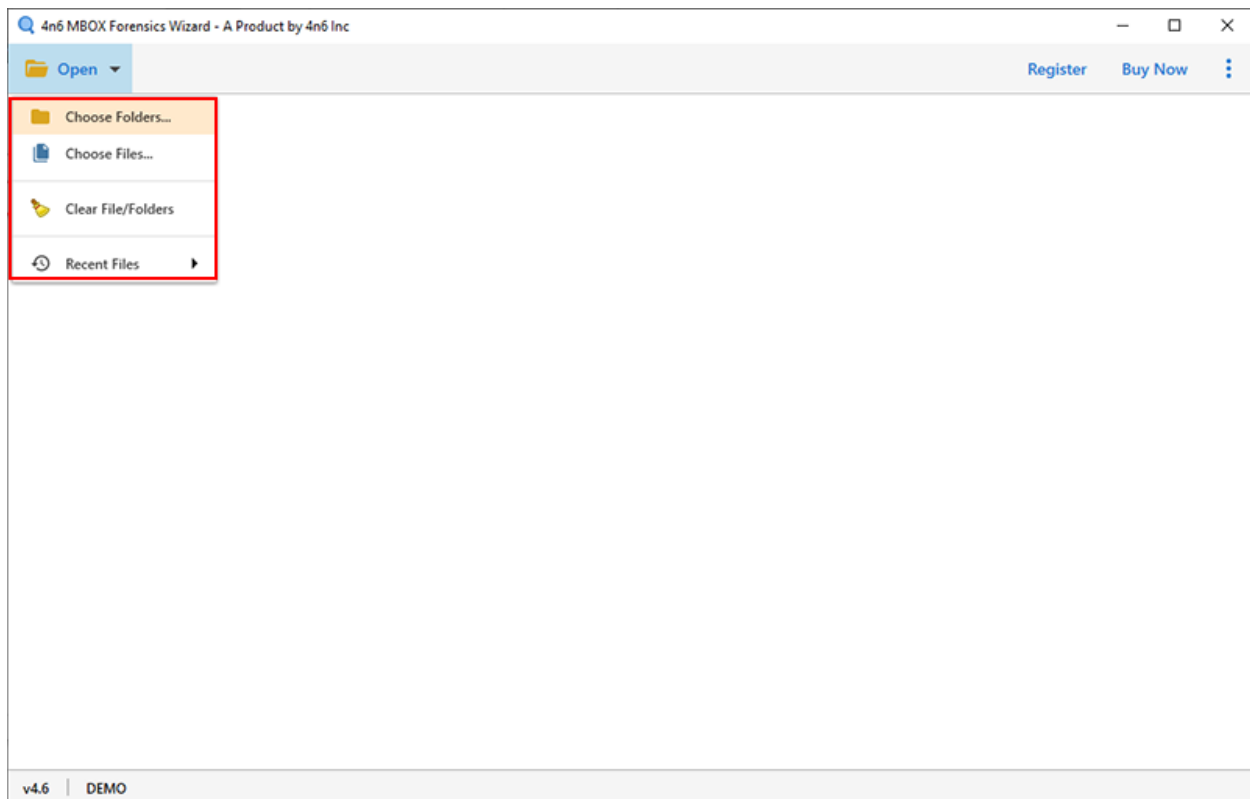 4n6 MBOX Forensics Wizard - A Product by 4n6 Inc
Open
Register
Buy Now
Choose Folders...
Choose Files...
Clear File/Folders
Recent Files
v4.6
DEMO